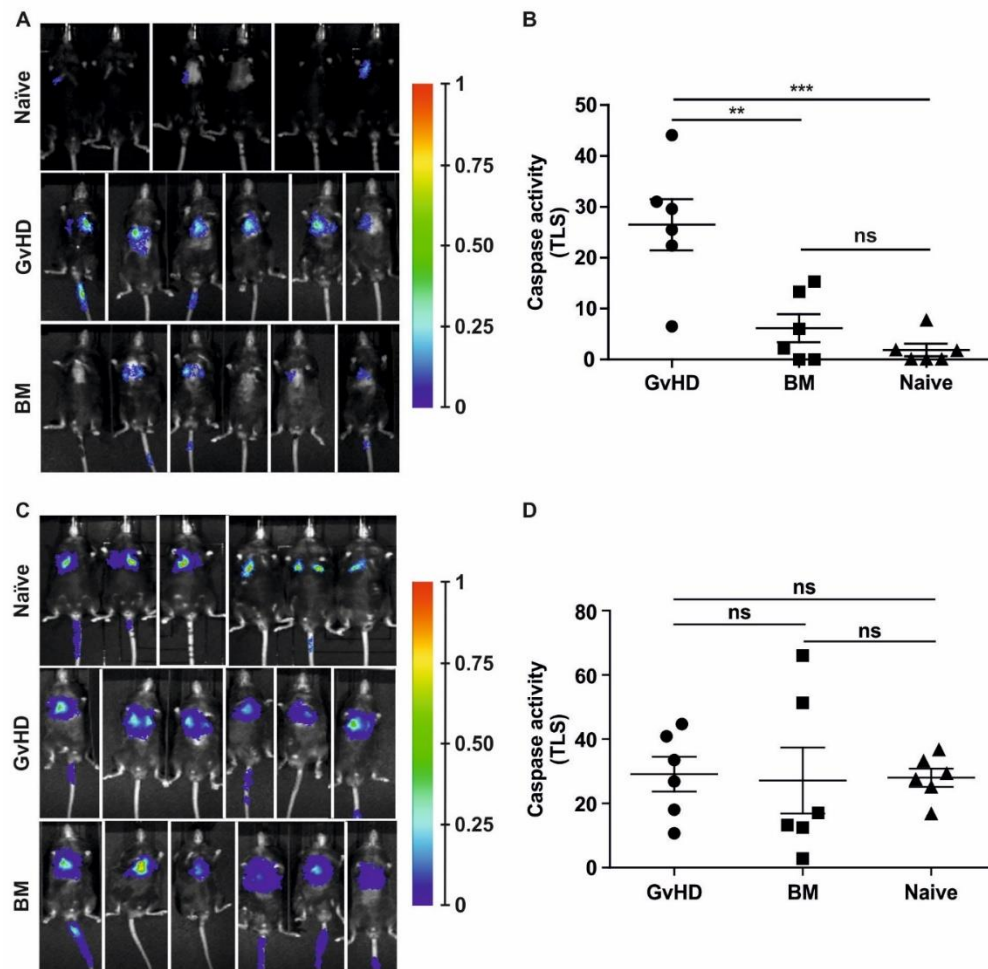 A
Naïve
GvHD
BM
1
0.75
0.50
0.25
0
B
Caspase activity
(TLS)
50
40
30
20
10
0
***
**
ns
GvHD
BM
Naive
C
Naïve
GvHD
BM
1
0.75
0.50
0.25
0
D
Caspase activity
(TLS)
80
60
40
20
0
ns
ns
ns
GvHD
BM
Naive